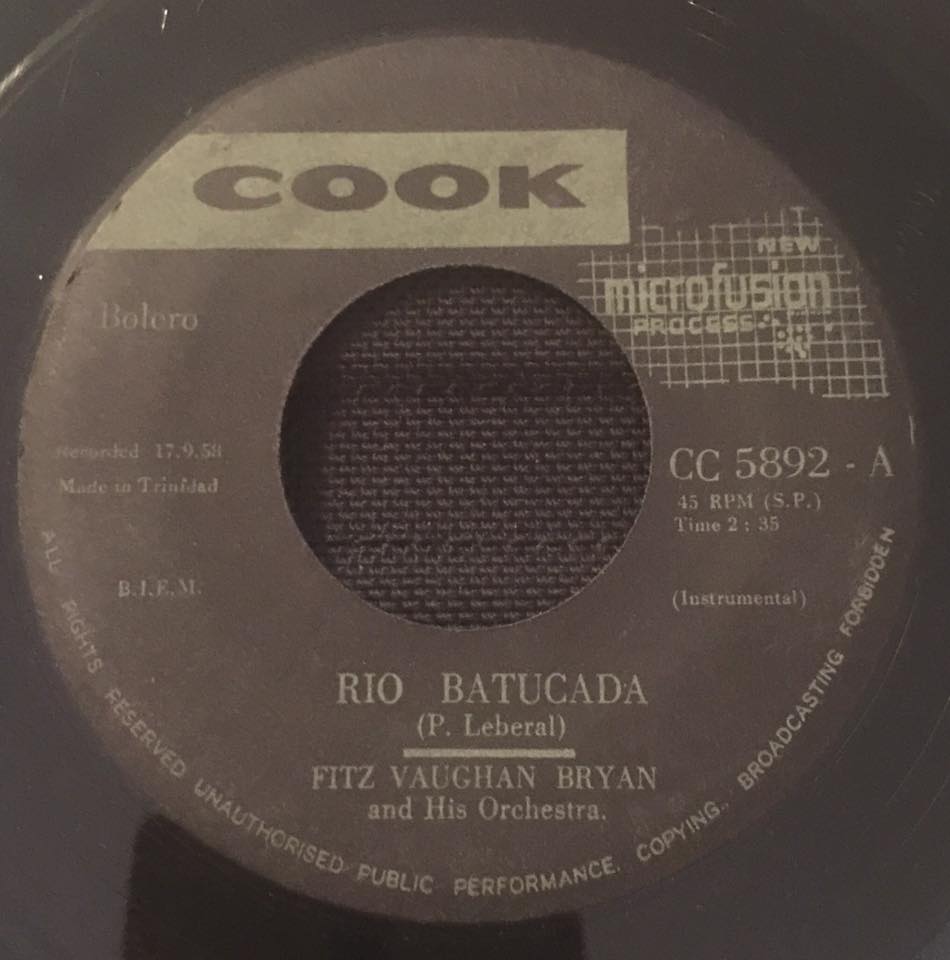 COOK
NEW
microfusion
PROCESS
Bolero
Recorded 17.9.58
Made in Trinidad
B.I.E.M.
CC 5892 - A
45 RPM (S.P.)
Time 2 : 35
(Instrumental)
RIO BATUCADA
(P. Leberal)
FITZ VAUGHAN BRYAN
and His Orchestra.
ALL RIGHTS RESERVED UNAUTHORISED PUBLIC PERFORMANCE. COPYING.. BROADCASTING FORBIDDEN